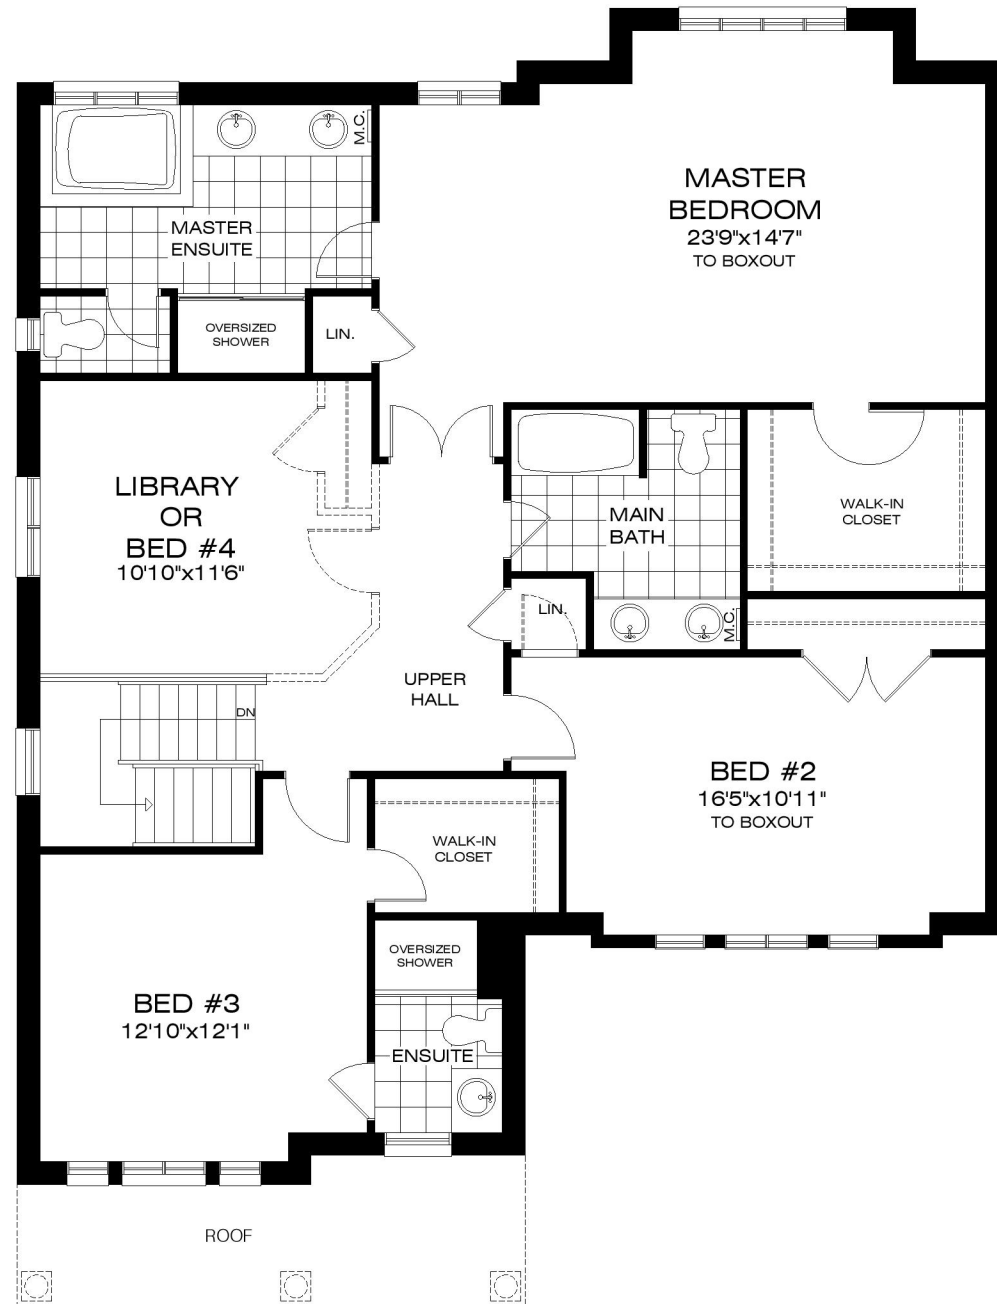 MASTER
BEDROOM
23'9"x14'7"
TO BOXOUT
M.C.
MASTER
ENSUITE
OVERSIZED
SHOWER
LIN.
LIBRARY
OR
BED #4
10'10"x11'6"
MAIN
BATH
WALK-IN
CLOSET
LIN.
M.C.
UPPER
HALL
DN
BED #2
16'5"x10'11"
TO BOXOUT
WALK-IN
CLOSET
OVERSIZED
SHOWER
BED #3
12'10"x12'1"
ENSUITE
ROOF